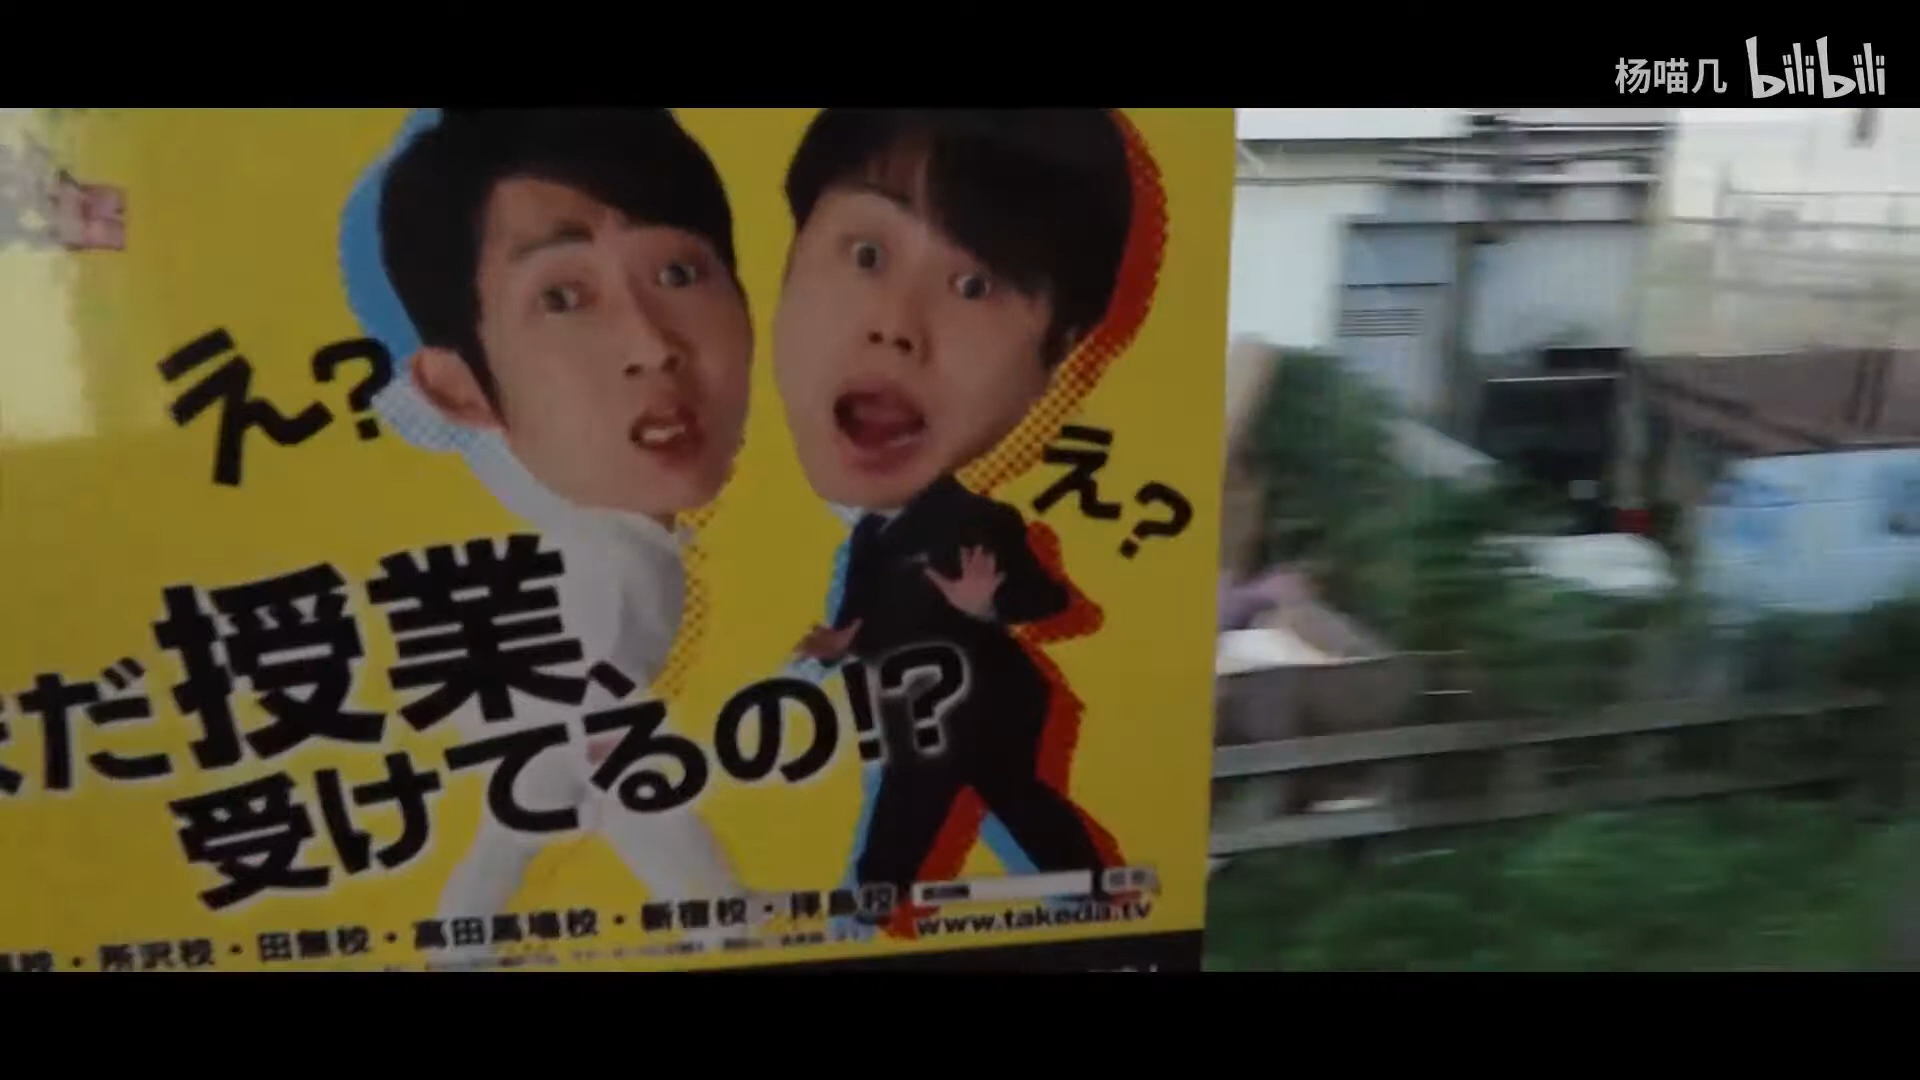 杨喵几 bilibili
え?
え?
まだ授業、
受けてるの!?
・所沢校・田無校・高田馬場校・新宿校・拝島校
www.takeda.tv